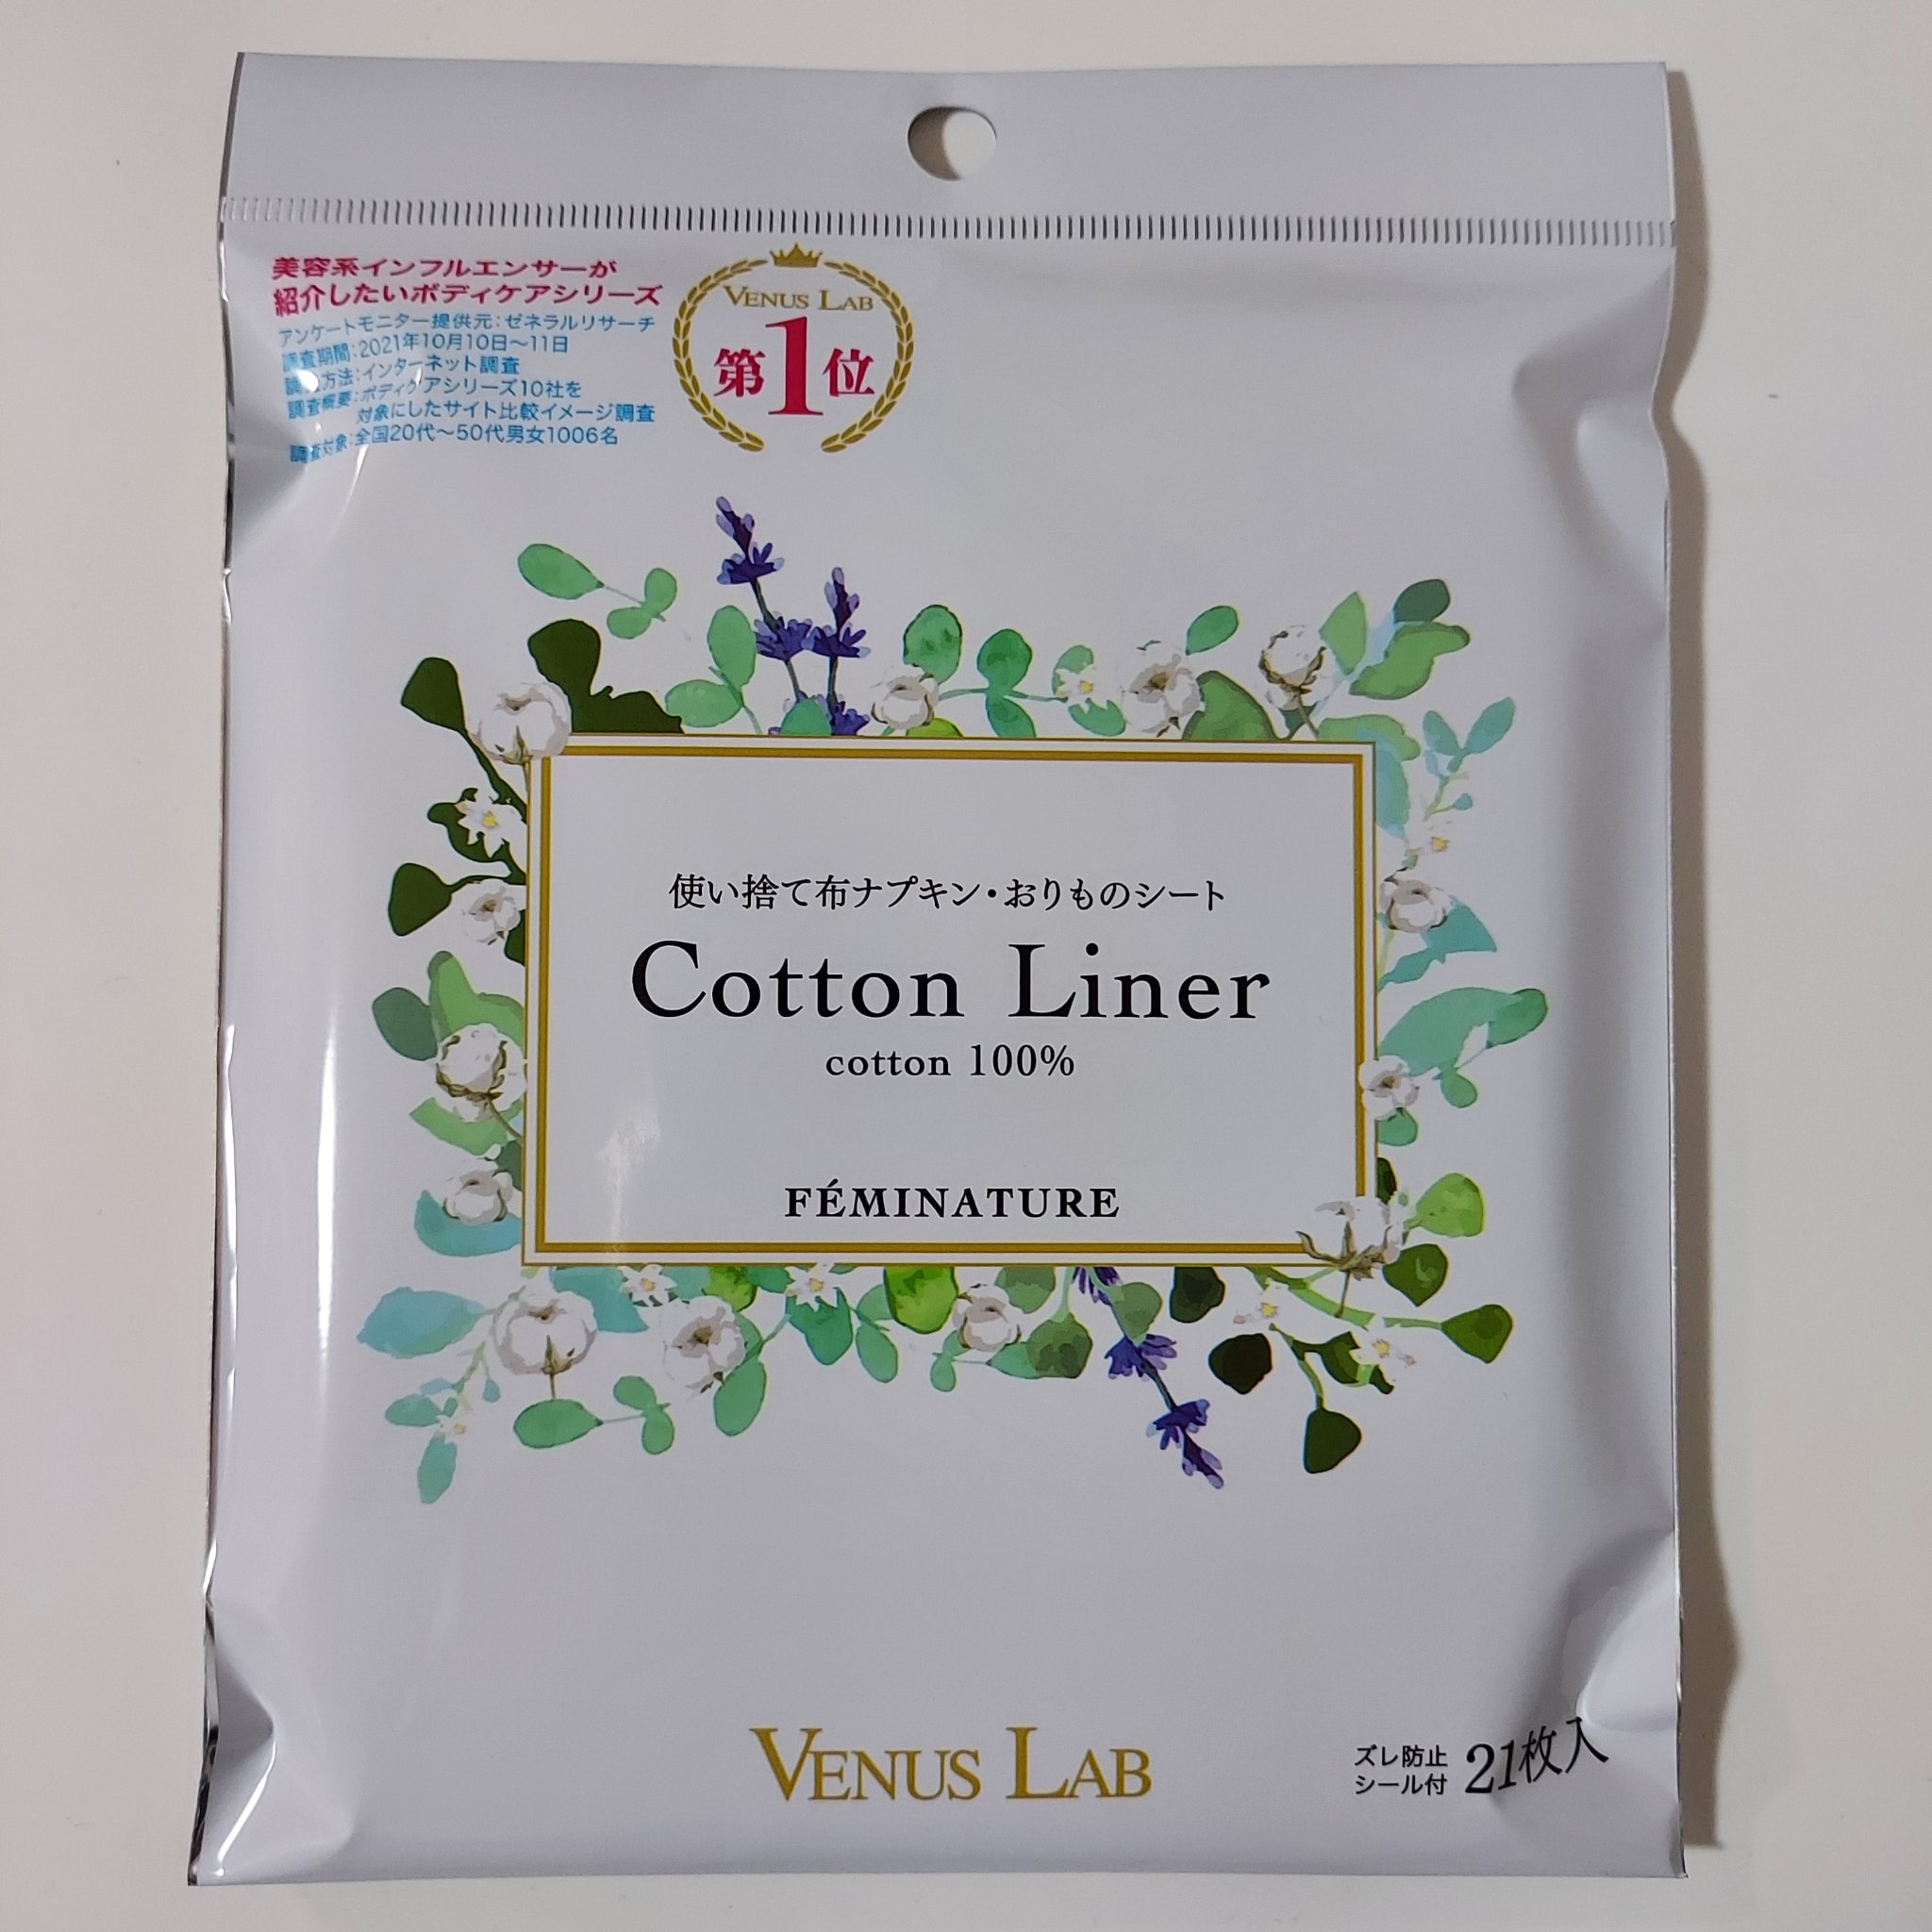 美容系インフルエンサーが
紹介したいボディケアシリーズ
アンケートモニター提供元:ゼネラルリサーチ
調査期間:2021年10月10日〜11日
調査方法:インターネット調査
調査概要:ボディケアシリーズ10社を
対象にしたサイト比較イメージ調査
調査対象:全国20代〜50代男女1006名
VENUS LAB
第1位
使い捨て布ナプキン・おりものシート
Cotton Liner
cotton 100%
FÉMINATURE
VENUS LAB
ズレ防止
シール付
21枚入